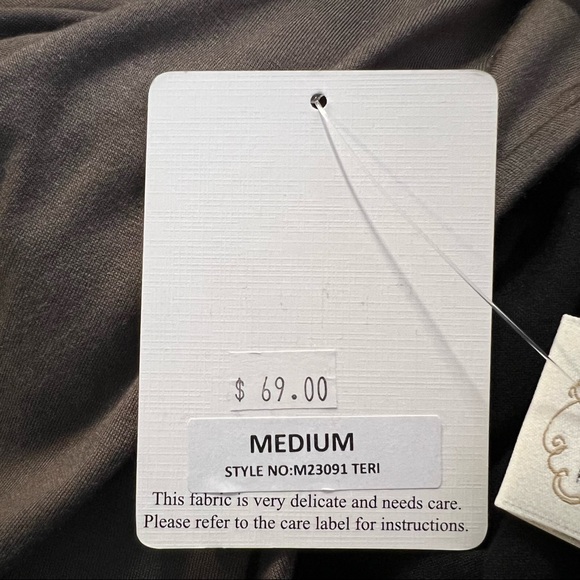 $ 69.00
MEDIUM
STYLE NO:M23091 TERI
This fabric is very delicate and needs care.
Please refer to the care label for instructions.